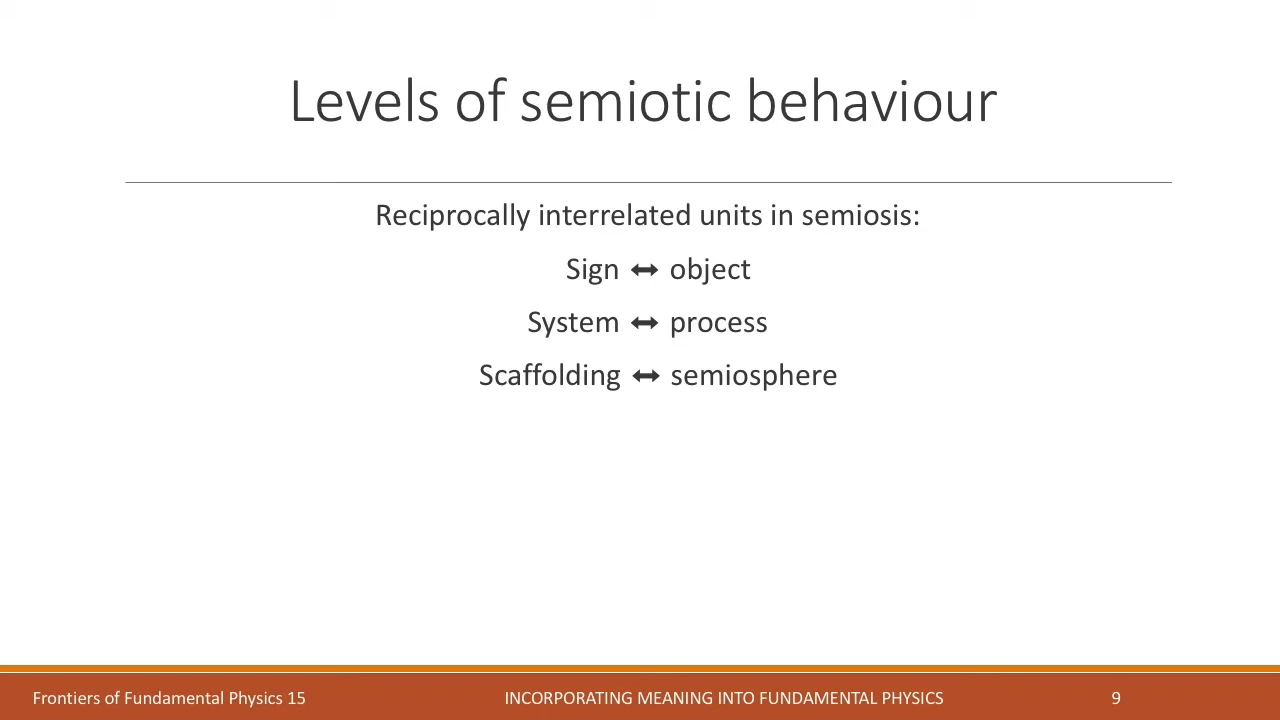 Levels of semiotic behaviour
Reciprocally interrelated units in semiosis:
Sign ↔ object
System ↔ process
Scaffolding ↔ semiosphere
Frontiers of Fundamental Physics 15
INCORPORATING MEANING INTO FUNDAMENTAL PHYSICS
9